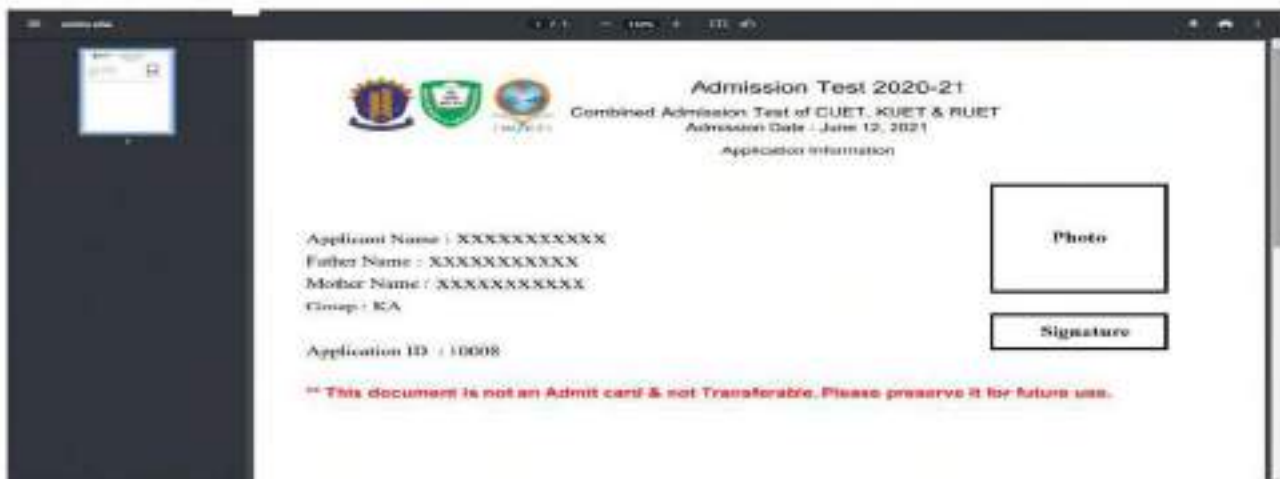 Admission Test 2020-21
Combined Admission Test of CUET, KUET & RUET
Admission Date : June 12, 2021
Application Information
Photo
Applicant Name : XXXXXXXXXXX
Father Name : XXXXXXXXXXX
Mother Name : XXXXXXXXXXX
Group : KA
Signature
Application ID : 10008
** This document is not an Admit card & not Transferable. Please preserve it for future use.